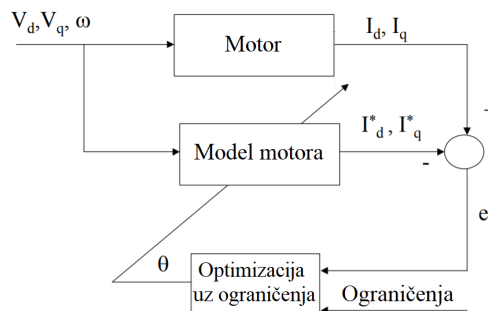 V_d,V_q, ω
Motor
I_d, I_q
Model motora
I*_d , I*_q
-
-
e
θ
Optimizacija
uz ograničenja
Ograničenja